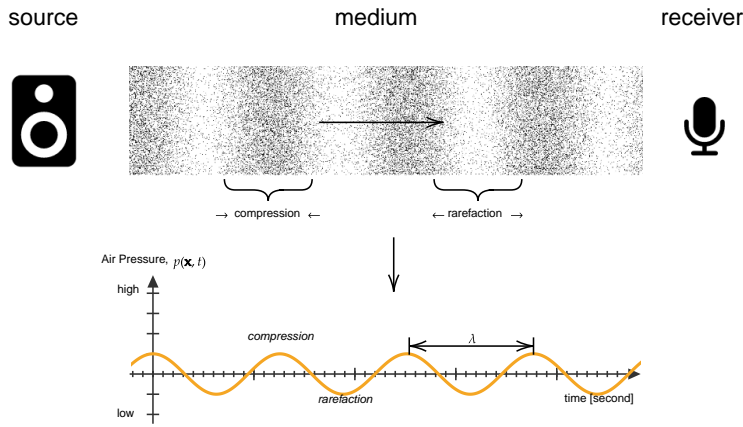 source medium receiver
→ compression ← ← rarefaction →
Air Pressure, p(x, t)
high
compression
λ
rarefaction
time [second]
low